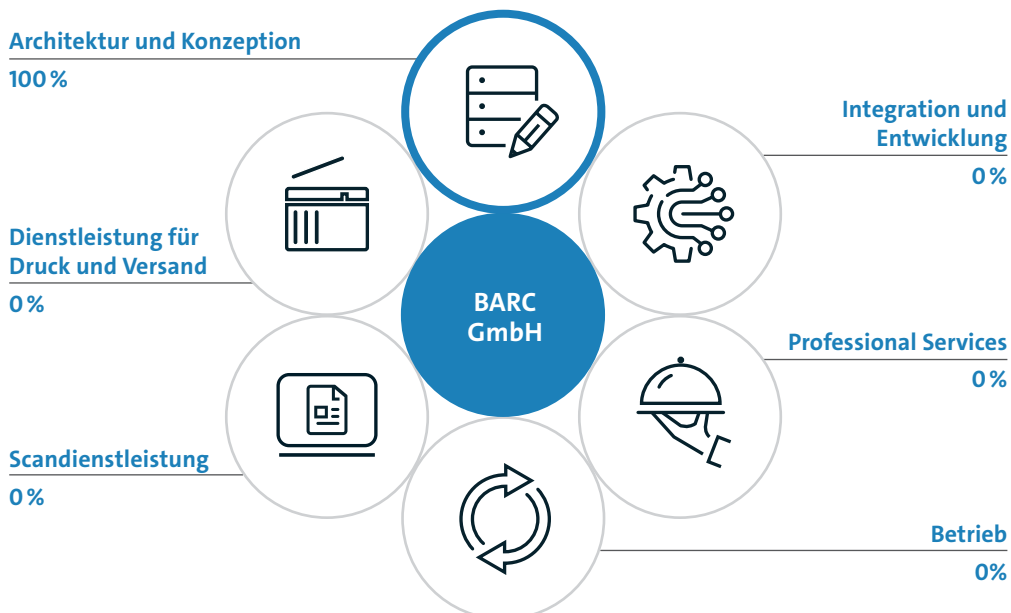 Architektur und Konzeption
100 %
Integration und
Entwicklung
0 %
Dienstleistung für
Druck und Versand
0 %
BARC
GmbH
Professional Services
0 %
Scandienstleistung
0 %
Betrieb
0%